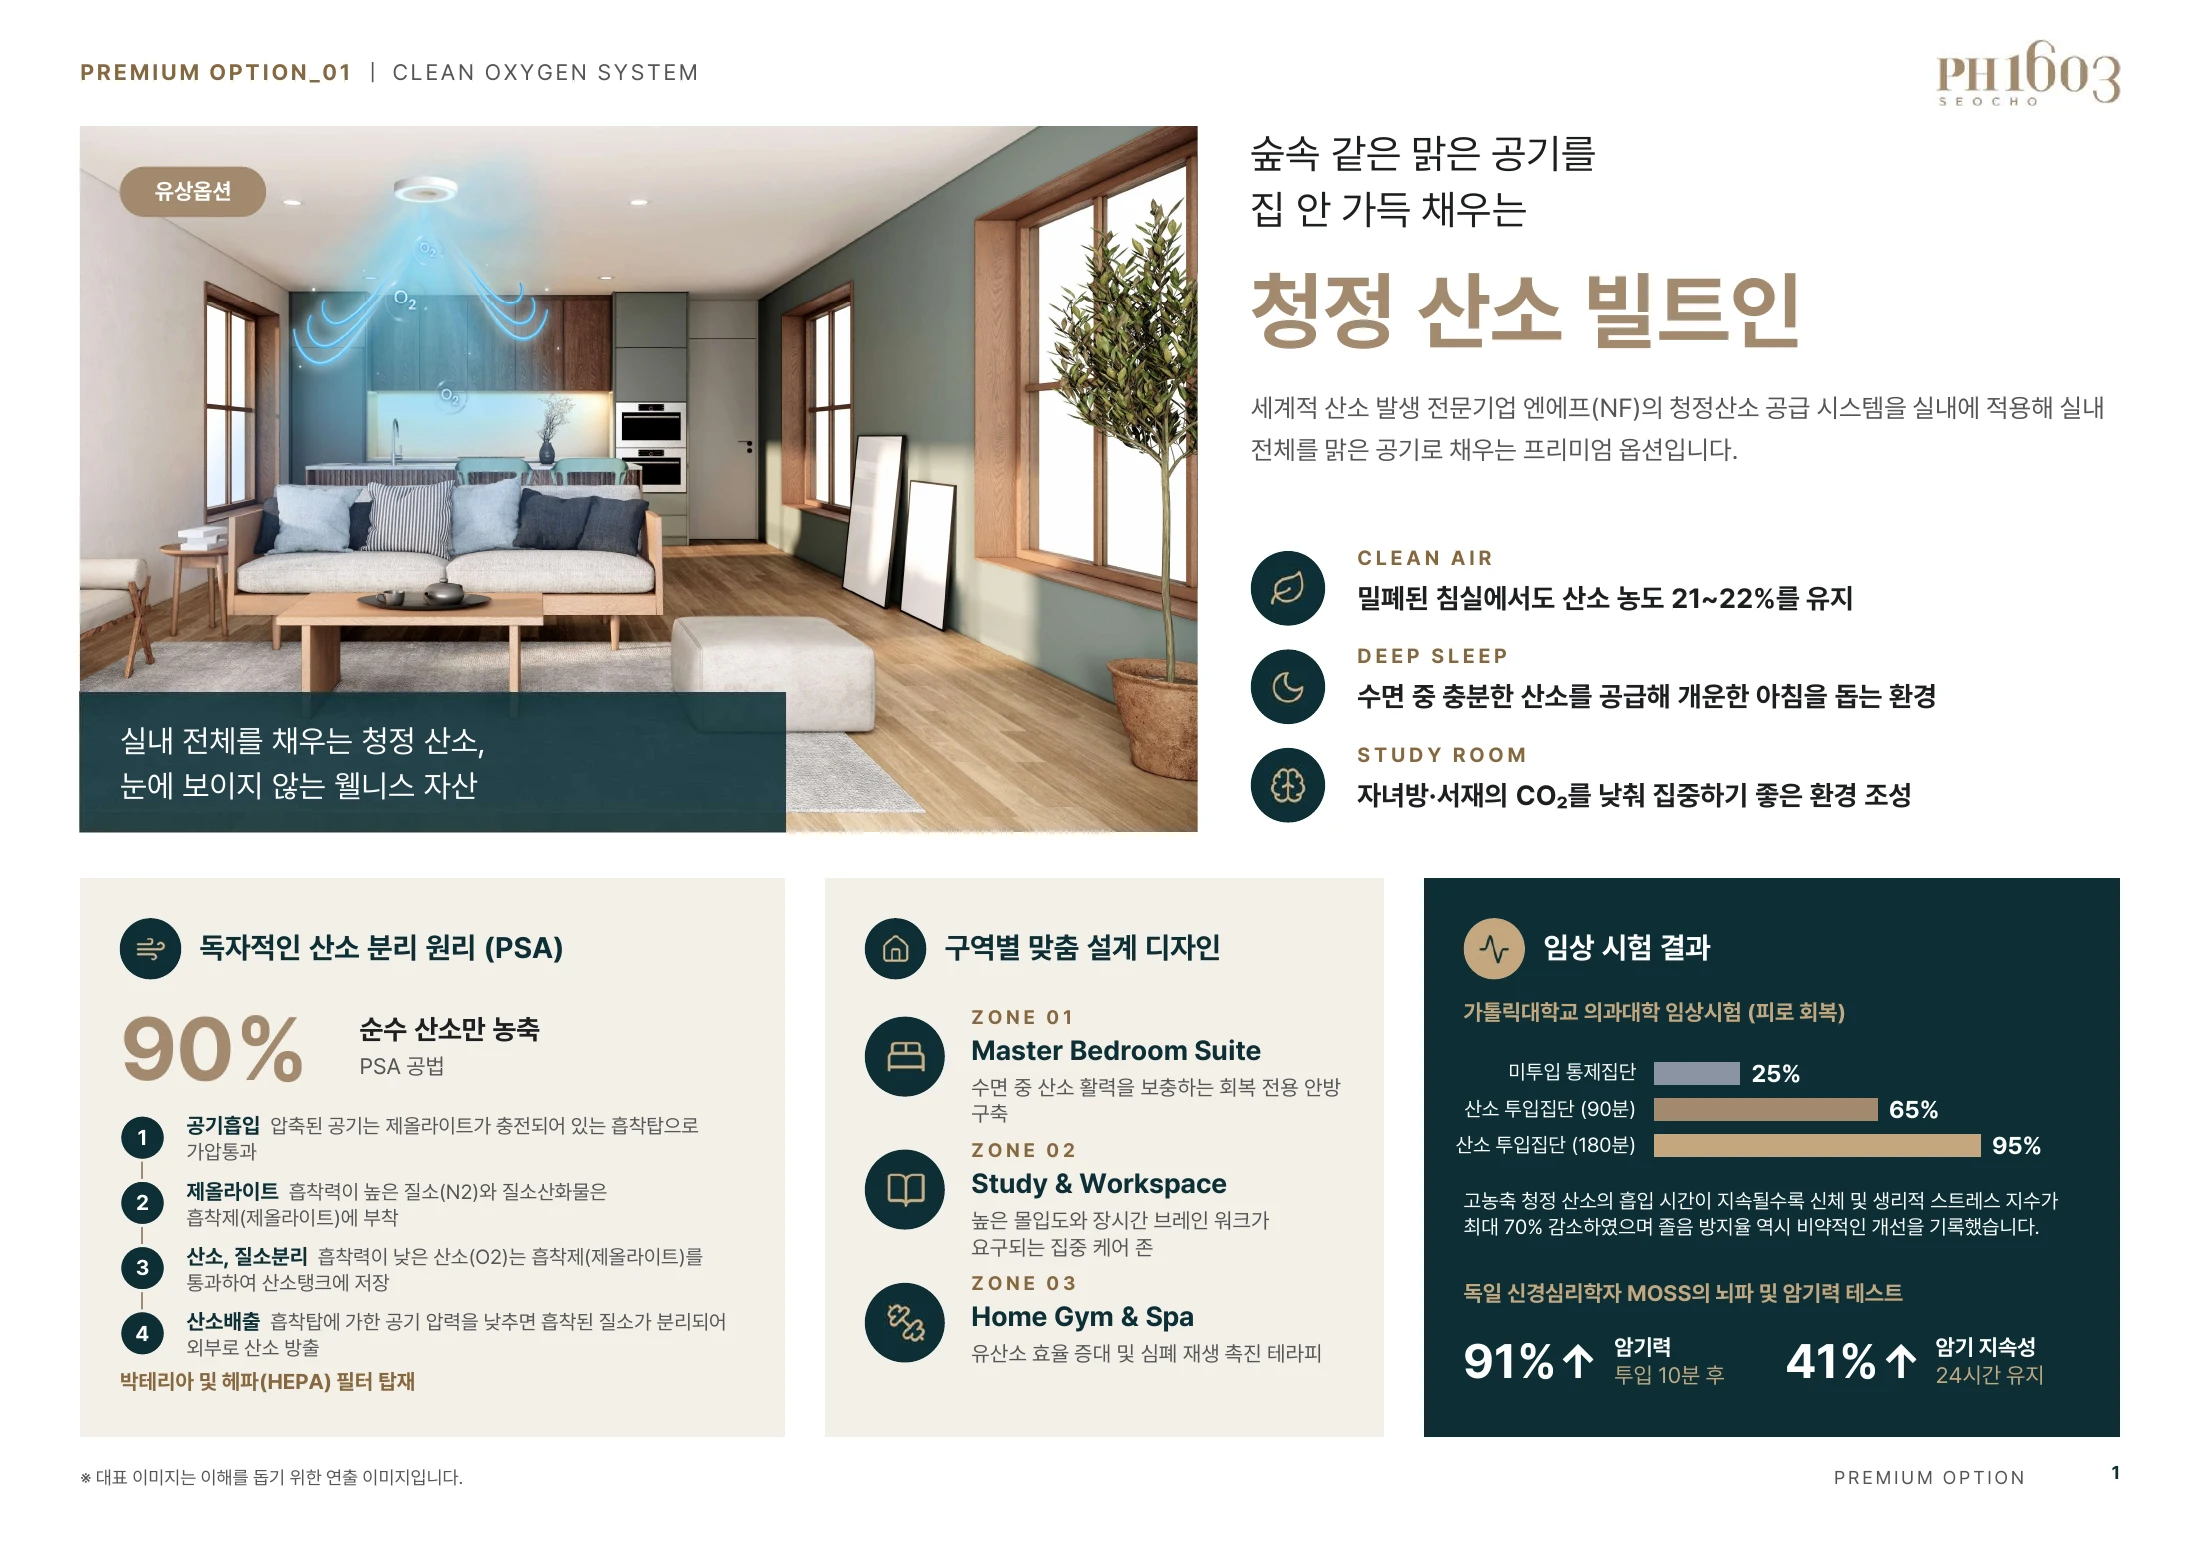 PREMIUM OPTION_01 | CLEAN OXYGEN SYSTEM
PH1603
SEOCHO
유상옵션
O2
O2
O2
실내 전체를 채우는 청정 산소,
눈에 보이지 않는 웰니스 자산
숲속 같은 맑은 공기를
집 안 가득 채우는
청정 산소 빌트인
세계적 산소 발생 전문기업 엔에프(NF)의 청정산소 공급 시스템을 실내에 적용해 실내
전체를 맑은 공기로 채우는 프리미엄 옵션입니다.
CLEAN AIR
밀폐된 침실에서도 산소 농도 21~22%를 유지
DEEP SLEEP
수면 중 충분한 산소를 공급해 개운한 아침을 돕는 환경
STUDY ROOM
자녀방·서재의 CO₂를 낮춰 집중하기 좋은 환경 조성
독자적인 산소 분리 원리 (PSA)
90%
순수 산소만 농축
PSA 공법
1 공기흡입 압축된 공기는 제올라이트가 충전되어 있는 흡착탑으로
가압통과
2 제올라이트 흡착력이 높은 질소(N2)와 질소산화물은
흡착제(제올라이트)에 부착
3 산소, 질소분리 흡착력이 낮은 산소(O2)는 흡착제(제올라이트)를
통과하여 산소탱크에 저장
4 산소배출 흡착탑에 가한 공기 압력을 낮추면 흡착된 질소가 분리되어
외부로 산소 방출
박테리아 및 헤파(HEPA) 필터 탑재
구역별 맞춤 설계 디자인
ZONE 01
Master Bedroom Suite
수면 중 산소 활력을 보충하는 회복 전용 안방
구축
ZONE 02
Study & Workspace
높은 몰입도와 장시간 브레인 워크가
요구되는 집중 케어 존
ZONE 03
Home Gym & Spa
유산소 효율 증대 및 심폐 재생 촉진 테라피
임상 시험 결과
가톨릭대학교 의과대학 임상시험 (피로 회복)
미투입 통제집단 25%
산소 투입집단 (90분) 65%
산소 투입집단 (180분) 95%
고농축 청정 산소의 흡입 시간이 지속될수록 신체 및 생리적 스트레스 지수가
최대 70% 감소하였으며 졸음 방지율 역시 비약적인 개선을 기록했습니다.
독일 신경심리학자 MOSS의 뇌파 및 암기력 테스트
91%↑
암기력
투입 10분 후
41%↑
암기 지속성
24시간 유지
※ 대표 이미지는 이해를 돕기 위한 연출 이미지입니다.
PREMIUM OPTION 1